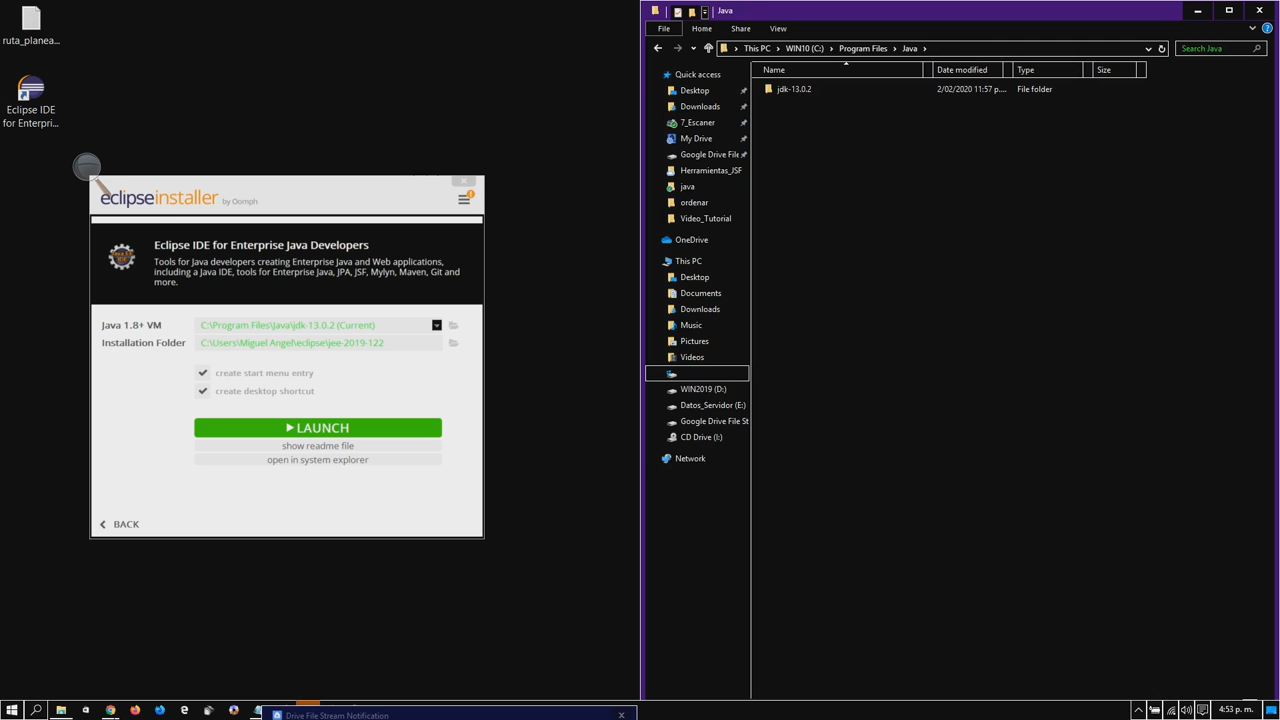 ruta_planea...
Eclipse IDE
for Enterpri...
eclipseinstaller by Oomph
Eclipse IDE for Enterprise Java Developers
Tools for Java developers creating Enterprise Java and Web applications,
including a Java IDE, tools for Enterprise Java, JPA, JSF, Mylyn, Maven, Git and
more.
Java 1.8+ VM
C:\Program Files\Java\jdk-13.0.2 (Current)
Installation Folder
C:\Users\Miguel Angel\eclipse\jee-2019-122
create start menu entry
create desktop shortcut
LAUNCH
show readme file
open in system explorer
BACK
Java
File Home Share View
This PC WIN10 (C:) Program Files Java
Search Java
Name Date modified Type Size
jdk-13.0.2 2/02/2020 11:57 p.... File folder
Quick access
Desktop
Downloads
7_Escaner
My Drive
Google Drive File
Herramientas_JSF
java
ordenar
Video_Tutorial
OneDrive
This PC
Desktop
Documents
Downloads
Music
Pictures
Videos
WIN2019 (D:)
Datos_Servidor (E:)
Google Drive File St
CD Drive (I:)
Network
Drive File Stream Notification
4:53 p. m.